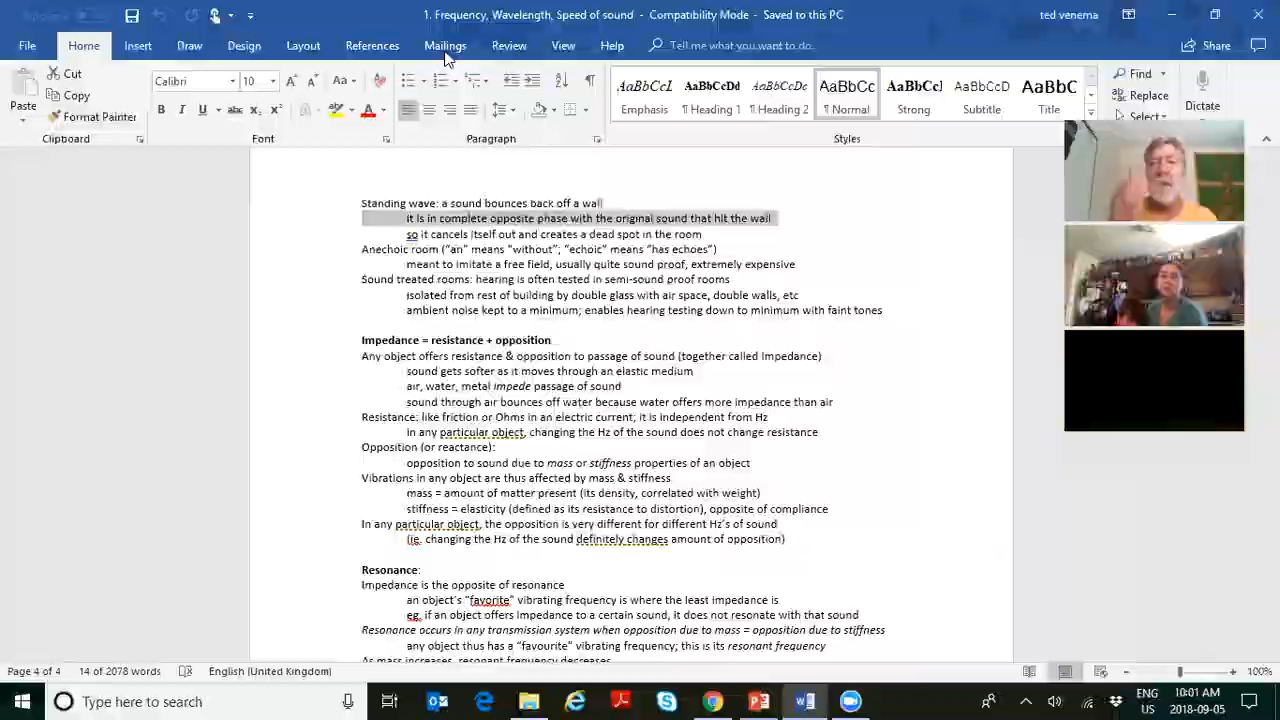 1. Frequency, Wavelength, Speed of sound - Compatibility Mode - Saved to this PC
ted venema
File Home Insert Draw Design Layout References Mailings Review View Help Tell me what you want to do Share
Cut
Copy
Format Painter
Paste
Calibri 10
AaBbCcL AaBbCcDd AaBbCcDc AaBbCc AaBbCcI AaBbCcD AaBbC
Emphasis ¶ Heading 1 ¶ Heading 2 ¶ Normal Strong Subtitle Title
Find
Replace
Select
Dictate
Clipboard Font Paragraph Styles
Standing wave: a sound bounces back off a wall
it is in complete opposite phase with the original sound that hit the wall
so it cancels itself out and creates a dead spot in the room
Anechoic room ("an" means "without"; "echoic" means "has echoes")
meant to imitate a free field, usually quite sound proof, extremely expensive
Sound treated rooms: hearing is often tested in semi-sound proof rooms
isolated from rest of building by double glass with air space, double walls, etc
ambient noise kept to a minimum; enables hearing testing down to minimum with faint tones
Impedance = resistance + opposition
Any object offers resistance & opposition to passage of sound (together called Impedance)
sound gets softer as it moves through an elastic medium
air, water, metal impede passage of sound
sound through air bounces off water because water offers more impedance than air
Resistance; like friction or Ohms in an electric current; it is independent from Hz
in any particular object, changing the Hz of the sound does not change resistance
Opposition (or reactance):
opposition to sound due to mass or stiffness properties of an object
Vibrations in any object are thus affected by mass & stiffness
mass = amount of matter present (its density, correlated with weight)
stiffness = elasticity (defined as its resistance to distortion), opposite of compliance
In any particular object, the opposition is very different for different Hz's of sound
(ie. changing the Hz of the sound definitely changes amount of opposition)
Resonance:
Impedance is the opposite of resonance
an object's "favorite" vibrating frequency is where the least impedance is
eg. if an object offers impedance to a certain sound, it does not resonate with that sound
Resonance occurs in any transmission system when opposition due to mass = opposition due to stiffness
any object thus has a "favourite" vibrating frequency; this is its resonant frequency
As mass increases, resonant frequency decreases
Page 4 of 4 14 of 2078 words English (United Kingdom) 100%
Type here to search
ENG
US
10:01 AM
2018-09-05